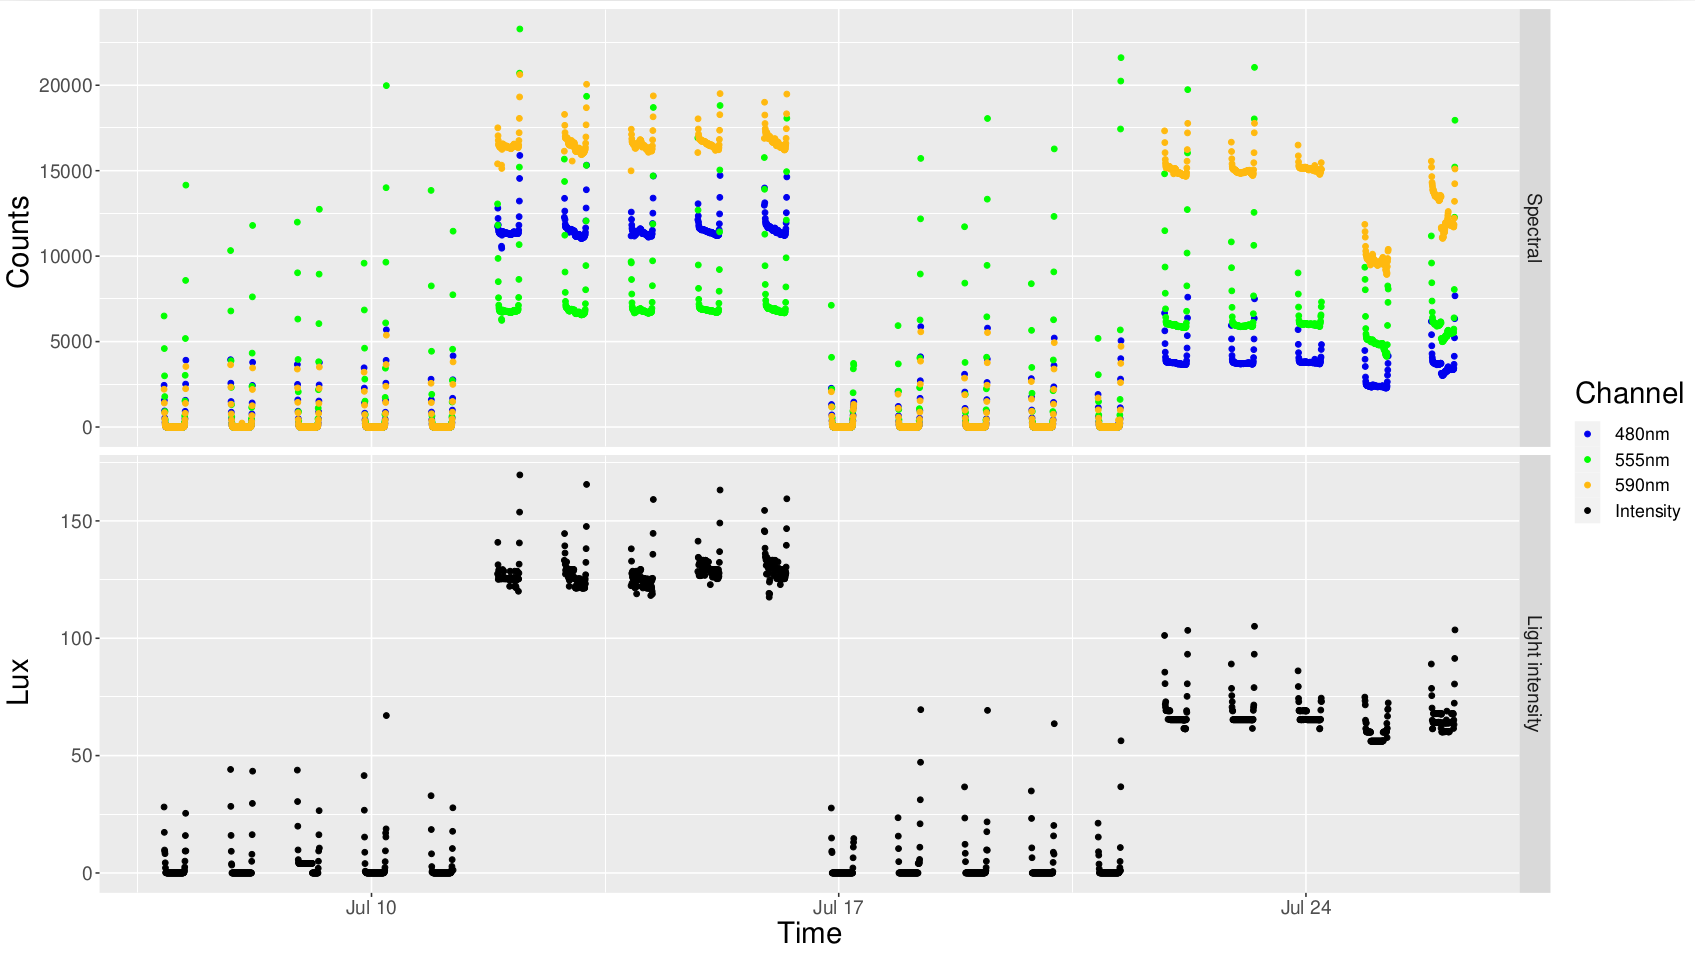 Counts
20000
15000
10000
5000
0
Spectral
Lux
150
100
50
0
Light intensity
Jul 10
Jul 17
Jul 24
Time
Channel
480nm
555nm
590nm
Intensity